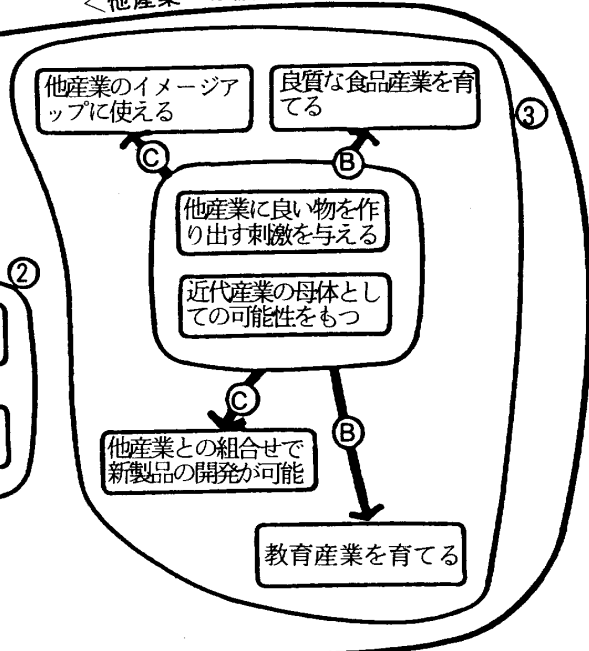 <他産業
他産業のイメージア
ップに使える
良質な食品産業を育
てる
③
C
B
他産業に良い物を作
り出す刺激を与える
②
近代産業の母体とし
ての可能性をもつ
C
B
他産業との組合せで
新製品の開発が可能
教育産業を育てる